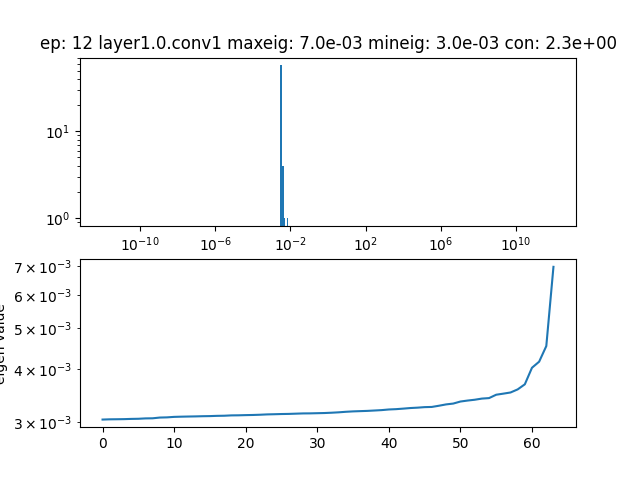 ep: 12 layer1.0.conv1 maxeig: 7.0e-03 mineig: 3.0e-03 con: 2.3e+00
10¹
10⁰
10⁻¹⁰ 10⁻⁶ 10⁻² 10² 10⁶ 10¹⁰
7 × 10⁻³
6 × 10⁻³
5 × 10⁻³
4 × 10⁻³
3 × 10⁻³
eigen value
0 10 20 30 40 50 60